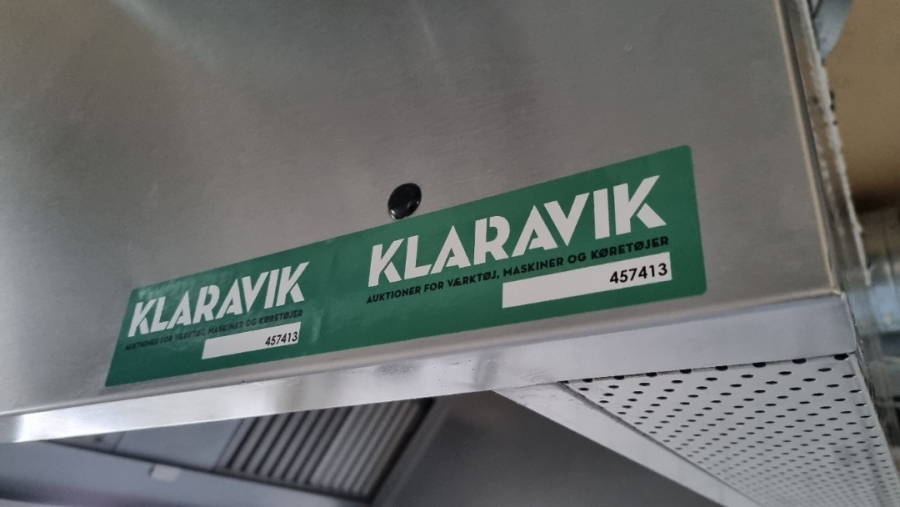 KLARAVIK
AUKTIONER FOR VÆRKTØJ, MASKINER OG KØRETØJER
457413
KLARAVIK
AUKTIONER FOR VÆRKTØJ, MASKINER OG KØRETØJER
457413